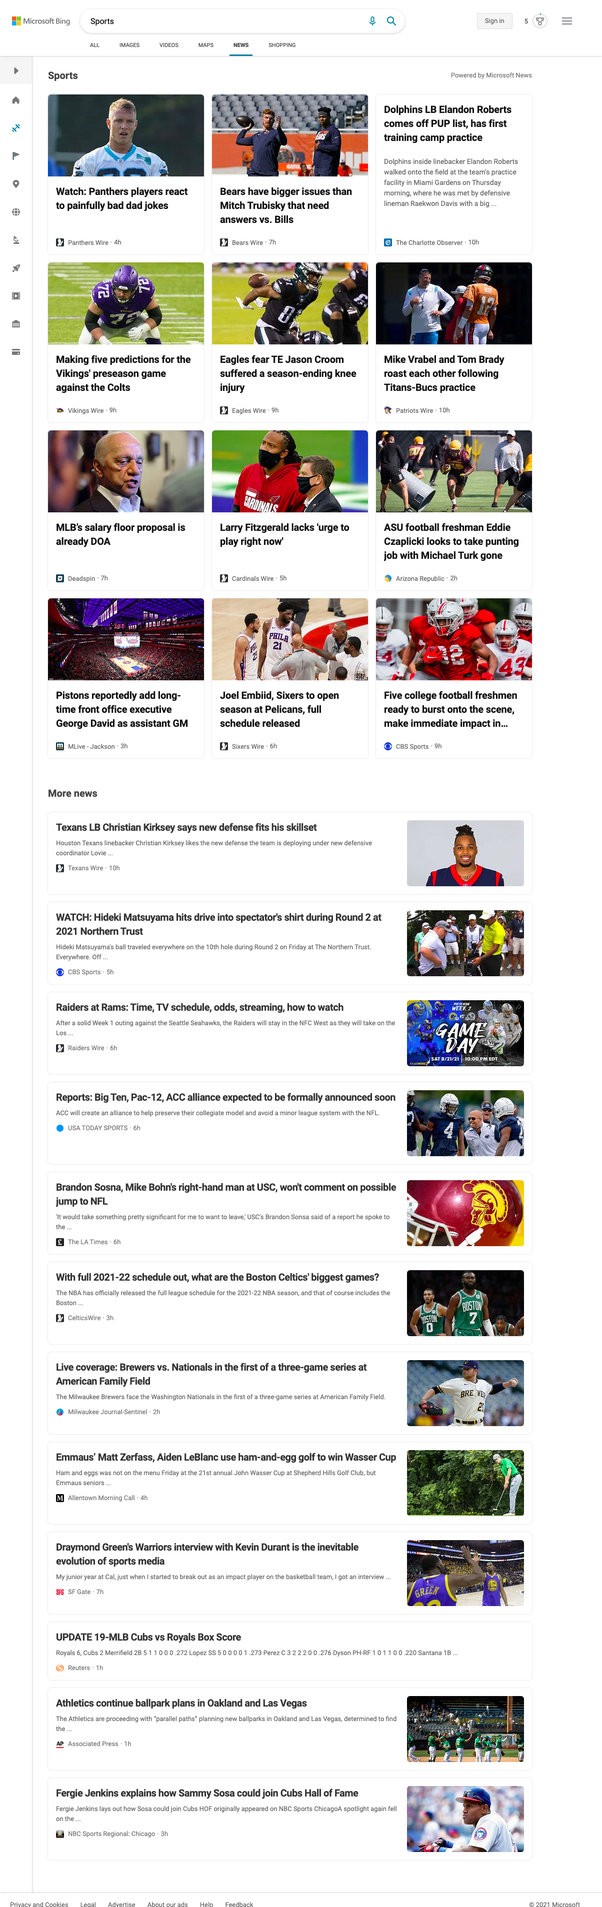 Microsoft Bing
Sports
Sign in
5
ALL IMAGES VIDEOS MAPS NEWS SHOPPING
Sports
Powered by Microsoft News
Watch: Panthers players react
to painfully bad dad jokes
Panthers Wire · 4h
Bears have bigger issues than
Mitch Trubisky that need
answers vs. Bills
Bears Wire · 7h
Dolphins LB Elandon Roberts
comes off PUP list, has first
training camp practice
Dolphins inside linebacker Elandon Roberts
walked onto the field at the team's practice
facility in Miami Gardens on Thursday
morning, where he was met by defensive
lineman Raekwon Davis with a big ...
The Charlotte Observer · 10h
Making five predictions for the
Vikings' preseason game
against the Colts
Vikings Wire · 9h
Eagles fear TE Jason Croom
suffered a season-ending knee
injury
Eagles Wire · 9h
Mike Vrabel and Tom Brady
roast each other following
Titans-Bucs practice
Patriots Wire · 10h
MLB's salary floor proposal is
already DOA
Deadspin · 7h
Larry Fitzgerald lacks 'urge to
play right now'
Cardinals Wire · 5h
ASU football freshman Eddie
Czaplicki looks to take punting
job with Michael Turk gone
Arizona Republic · 2h
Pistons reportedly add long-
time front office executive
George David as assistant GM
MLive - Jackson · 3h
Joel Embiid, Sixers to open
season at Pelicans, full
schedule released
Sixers Wire · 6h
Five college football freshmen
ready to burst onto the scene,
make immediate impact in...
CBS Sports · 9h
More news
Texans LB Christian Kirksey says new defense fits his skillset
Houston Texans linebacker Christian Kirksey likes the new defense the team is deploying under new defensive
coordinator Lovie ...
Texans Wire · 10h
WATCH: Hideki Matsuyama hits drive into spectator's shirt during Round 2 at
2021 Northern Trust
Hideki Matsuyama's ball traveled everywhere on the 10th hole during Round 2 on Friday at The Northern Trust.
Everywhere. Off ...
CBS Sports · 5h
Raiders at Rams: Time, TV schedule, odds, streaming, how to watch
After a solid Week 1 outing against the Seattle Seahawks, the Raiders will stay in the NFC West as they will take on the
Los ...
Raiders Wire · 6h
GAME
DAY
SAT 8/21/21 | 10:00 PM EDT
Reports: Big Ten, Pac-12, ACC alliance expected to be formally announced soon
ACC will create an alliance to help preserve their collegiate model and avoid a minor league system with the NFL.
USA TODAY SPORTS · 6h
Brandon Sosna, Mike Bohn's right-hand man at USC, won't comment on possible
jump to NFL
'It would take something pretty significant for me to want to leave,' USC's Brandon Sosna said of a report he spoke to
the ...
The LA Times · 6h
With full 2021-22 schedule out, what are the Boston Celtics' biggest games?
The NBA has officially released the full league schedule for the 2021-22 NBA season, and that of course includes the
Boston ...
CelticsWire · 3h
Live coverage: Brewers vs. Nationals in the first of a three-game series at
American Family Field
The Milwaukee Brewers face the Washington Nationals in the first of a three-game series at American Family Field.
Milwaukee Journal-Sentinel · 2h
Emmaus' Matt Zerfass, Aiden LeBlanc use ham-and-egg golf to win Wasser Cup
Ham and eggs was not on the menu Friday at the 21st annual John Wasser Cup at Shepherd Hills Golf Club, but
Emmaus seniors ...
Allentown Morning Call · 4h
Draymond Green's Warriors interview with Kevin Durant is the inevitable
evolution of sports media
My junior year at Cal, just when I started to break out as an impact player on the basketball team, I got an interview ...
SF Gate · 7h
UPDATE 19-MLB Cubs vs Royals Box Score
Royals 6, Cubs 2 Merrifield 2B 5 1 1 0 0 0 .272 Lopez SS 5 0 0 0 0 1 .273 Perez C 3 2 2 2 0 0 .276 Dyson PH-RF 1 0 1 1 0 0 .220 Santana 1B ...
Reuters · 1h
Athletics continue ballpark plans in Oakland and Las Vegas
The Athletics are proceeding with "parallel paths" planning new ballparks in Oakland and Las Vegas, determined to find
the ...
Associated Press · 1h
Fergie Jenkins explains how Sammy Sosa could join Cubs Hall of Fame
Fergie Jenkins lays out how Sosa could join Cubs HOF originally appeared on NBC Sports ChicagoA spotlight again fell
on the ...
NBC Sports Regional: Chicago · 3h
Privacy and Cookies Legal Advertise About our ads Help Feedback
© 2021 Microsoft